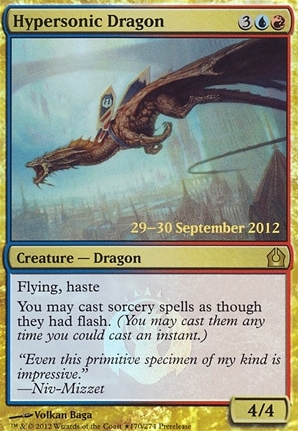 Hypersonic Dragon 3
29–30 September 2012
Creature — Dragon
Flying, haste
You may cast sorcery spells as though
they had flash. (You may cast them any
time you could cast an instant.)
“Even this primitive specimen of my kind is
impressive.”
—Niv-Mizzet
Volkan Baga
™ & © 2012 Wizards of the Coast ★170/274 Prerelease
4/4